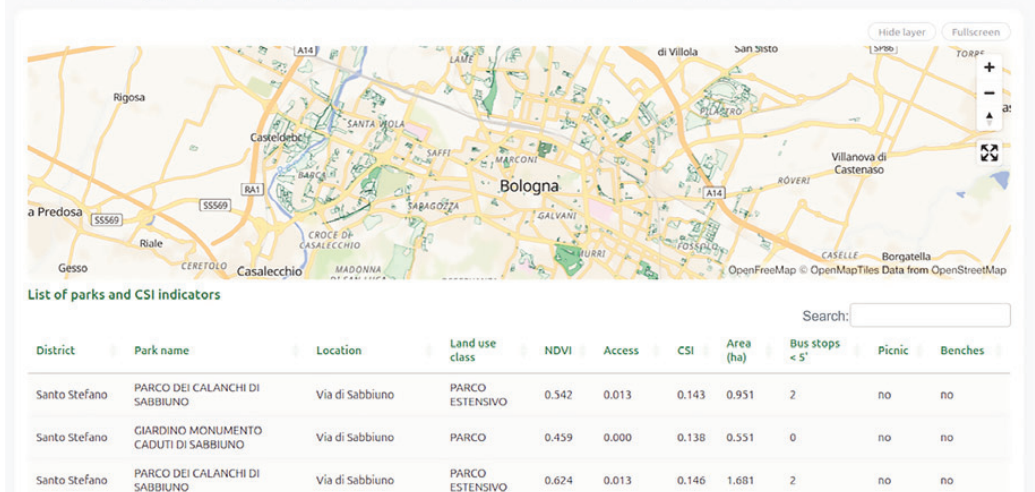 Hide layer Fullscreen
A14
LAME
di Villola
San Sisto
SP86
TORRE
Rigosa
PILASTRO
Casteldebole
SANTA VIOLA
SAFFI
MARCONI
BARCA
Villanova di
Castenaso
RÖVERI
Bologna
RA1
A14
SS569
SARAGOZZA
GALVANI
a Predosa
SS569
CROCE DI
CASALECCHIO
Riale
MURRI
FOSSOLO
CASELLE
Borgatella
Gesso
CERETOLO
Casalecchio
MADONNA
DI SAN LUCA
OpenFreeMap © OpenMapTiles Data from OpenStreetMap
List of parks and CSI indicators
Search:
District Park name Location Land use class NDVI Access CSI Area (ha) Bus stops < 5' Picnic Benches
Santo Stefano PARCO DEI CALANCHI DI SABBIUNO Via di Sabbiuno PARCO ESTENSIVO 0.542 0.013 0.143 0.951 2 no no
Santo Stefano GIARDINO MONUMENTO CADUTI DI SABBIUNO Via di Sabbiuno PARCO 0.459 0.000 0.138 0.551 0 no no
Santo Stefano PARCO DEI CALANCHI DI SABBIUNO Via di Sabbiuno PARCO ESTENSIVO 0.624 0.013 0.146 1.681 2 no no